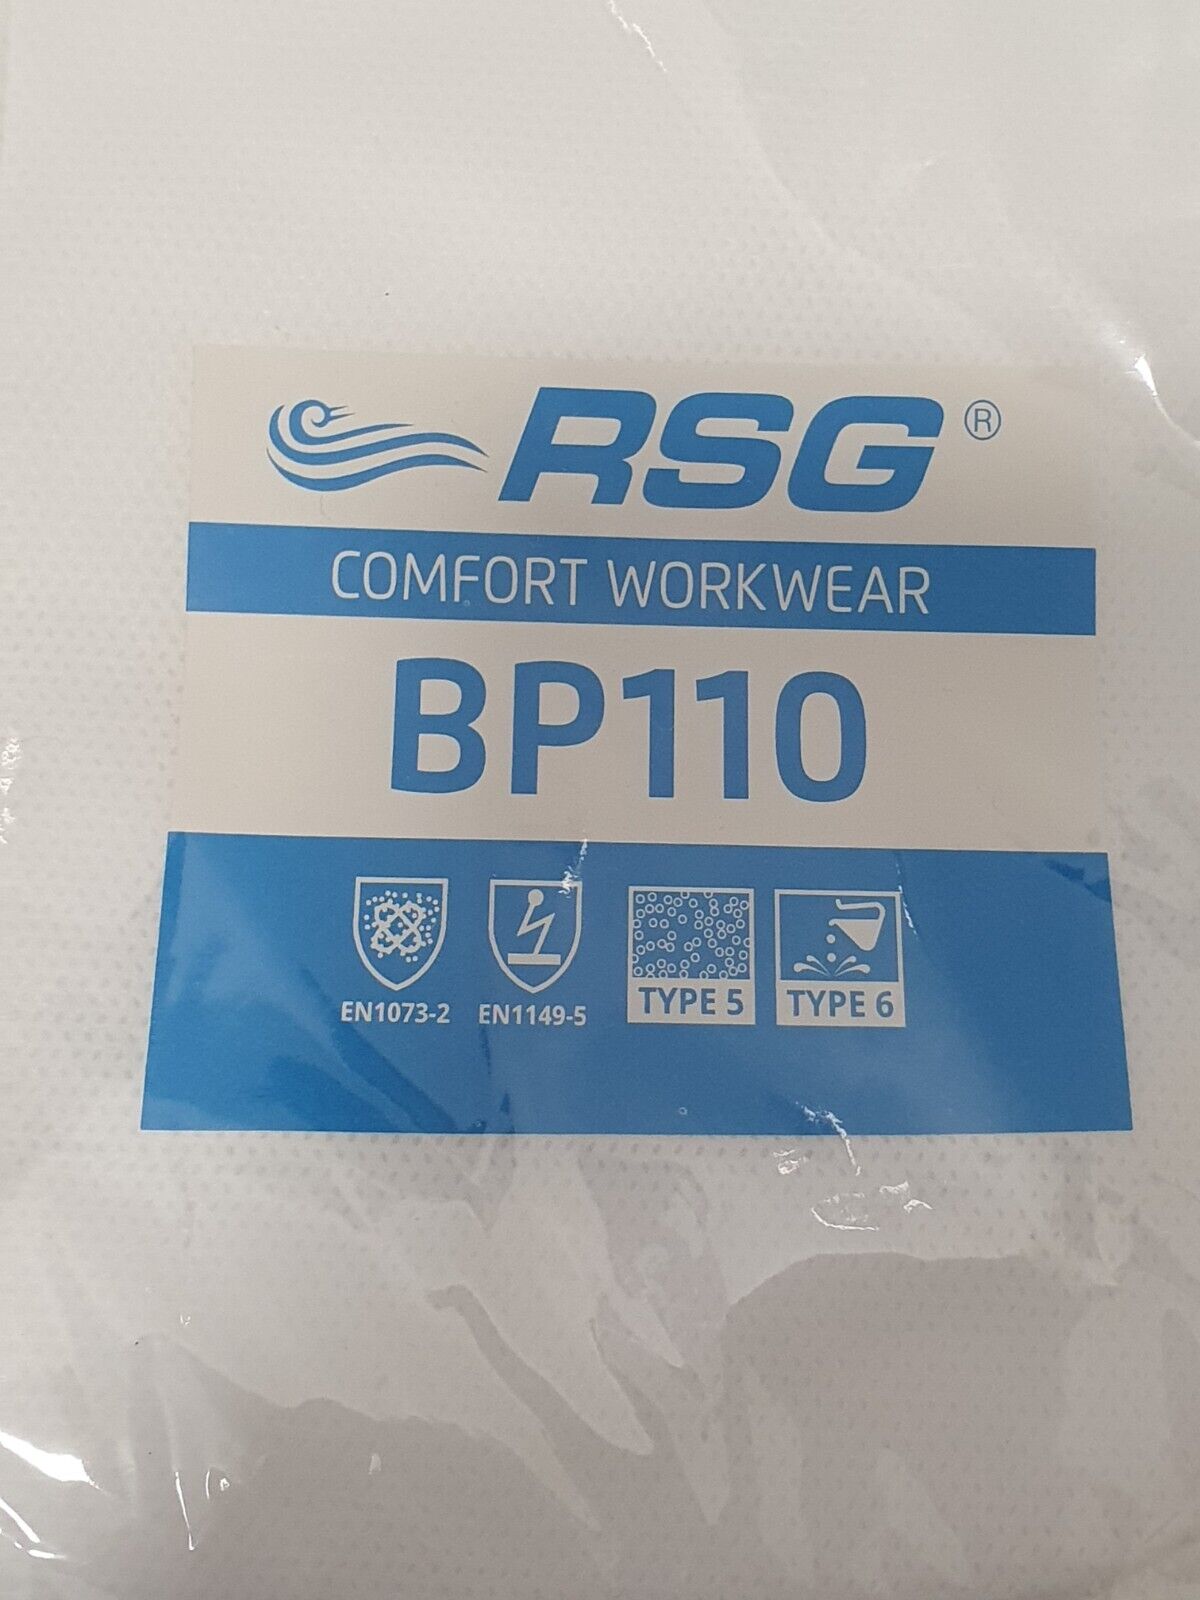 RSG ®
COMFORT WORKWEAR
BP110
EN1073-2 EN1149-5 TYPE 5 TYPE 6